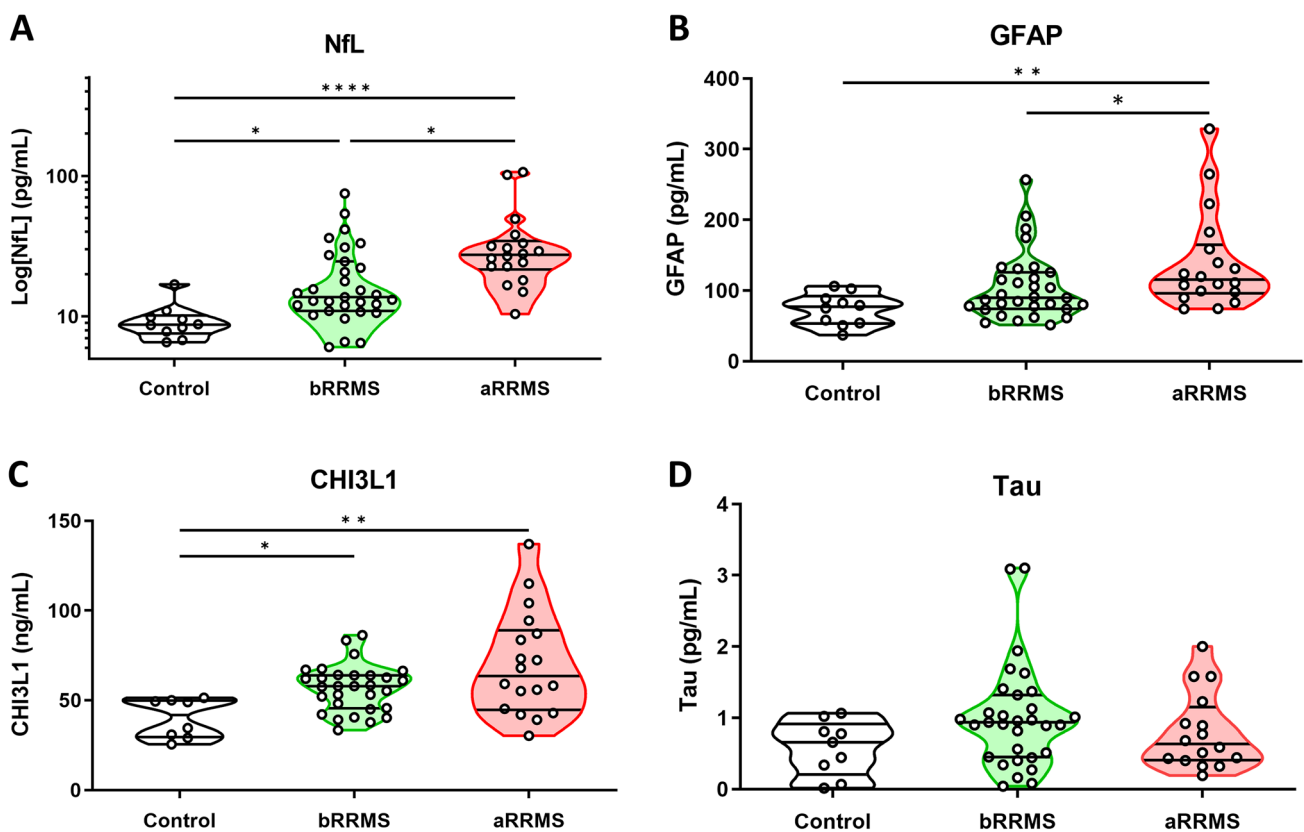 A
NfL
****
*
*
Log[NfL] (pg/mL)
100
10
Control
bRRMS
aRRMS
B
GFAP
**
*
GFAP (pg/mL)
400
300
200
100
0
Control
bRRMS
aRRMS
C
CHI3L1
**
*
CHI3L1 (ng/mL)
150
100
50
0
Control
bRRMS
aRRMS
D
Tau
Tau (pg/mL)
4
3
2
1
0
Control
bRRMS
aRRMS